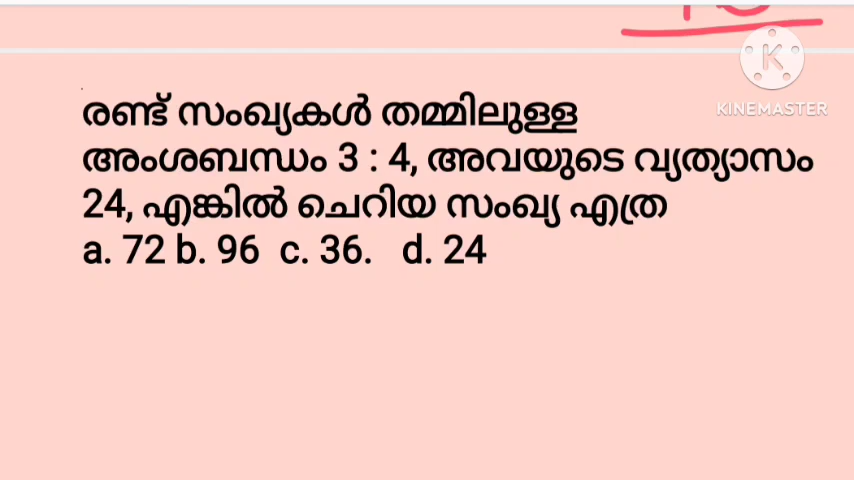 KINEMASTER
രണ്ട് സംഖ്യകൾ തമ്മിലുള്ള
അംശബന്ധം 3 : 4, അവയുടെ വ്യത്യാസം
24, എങ്കിൽ ചെറിയ സംഖ്യ എത്ര
a. 72 b. 96 c. 36. d. 24